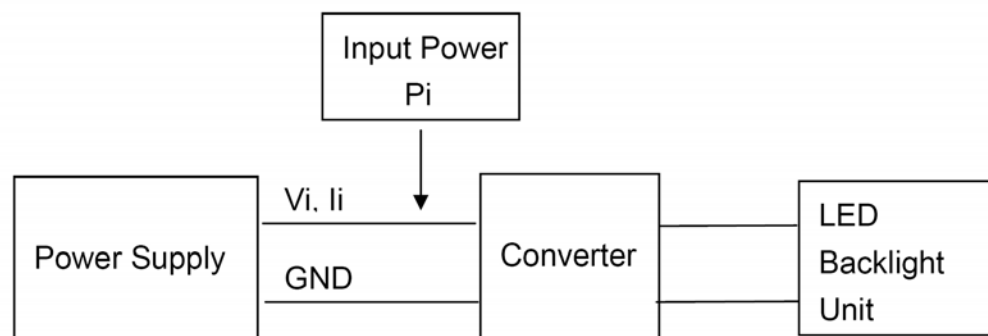 Input Power
Pi
Vi, Ii
Power Supply
GND
Converter
LED
Backlight
Unit